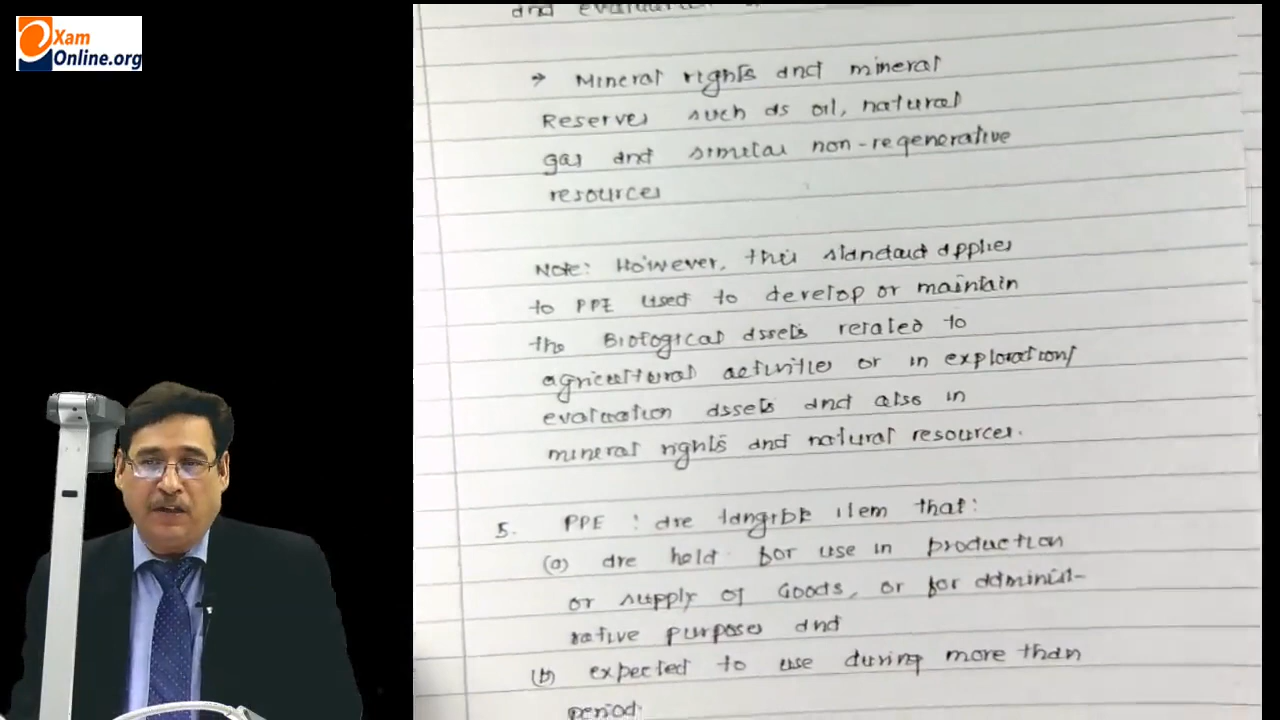 Xam
Online.org
and evaluation
→ Mineral rights and mineral
Reserves such as oil, natural
gas and similar non-regenerative
resources
Note: However, this standard applies
to PPE used to develop or maintain
the Biological assets related to
agricultural activities or in exploration/
evaluation assets and also in
mineral rights and natural resources.
5. PPE : are tangible item that:
(a) are held for use in production
or supply of Goods, or for administ-
rative purposes and
(b) expected to use during more than
period.